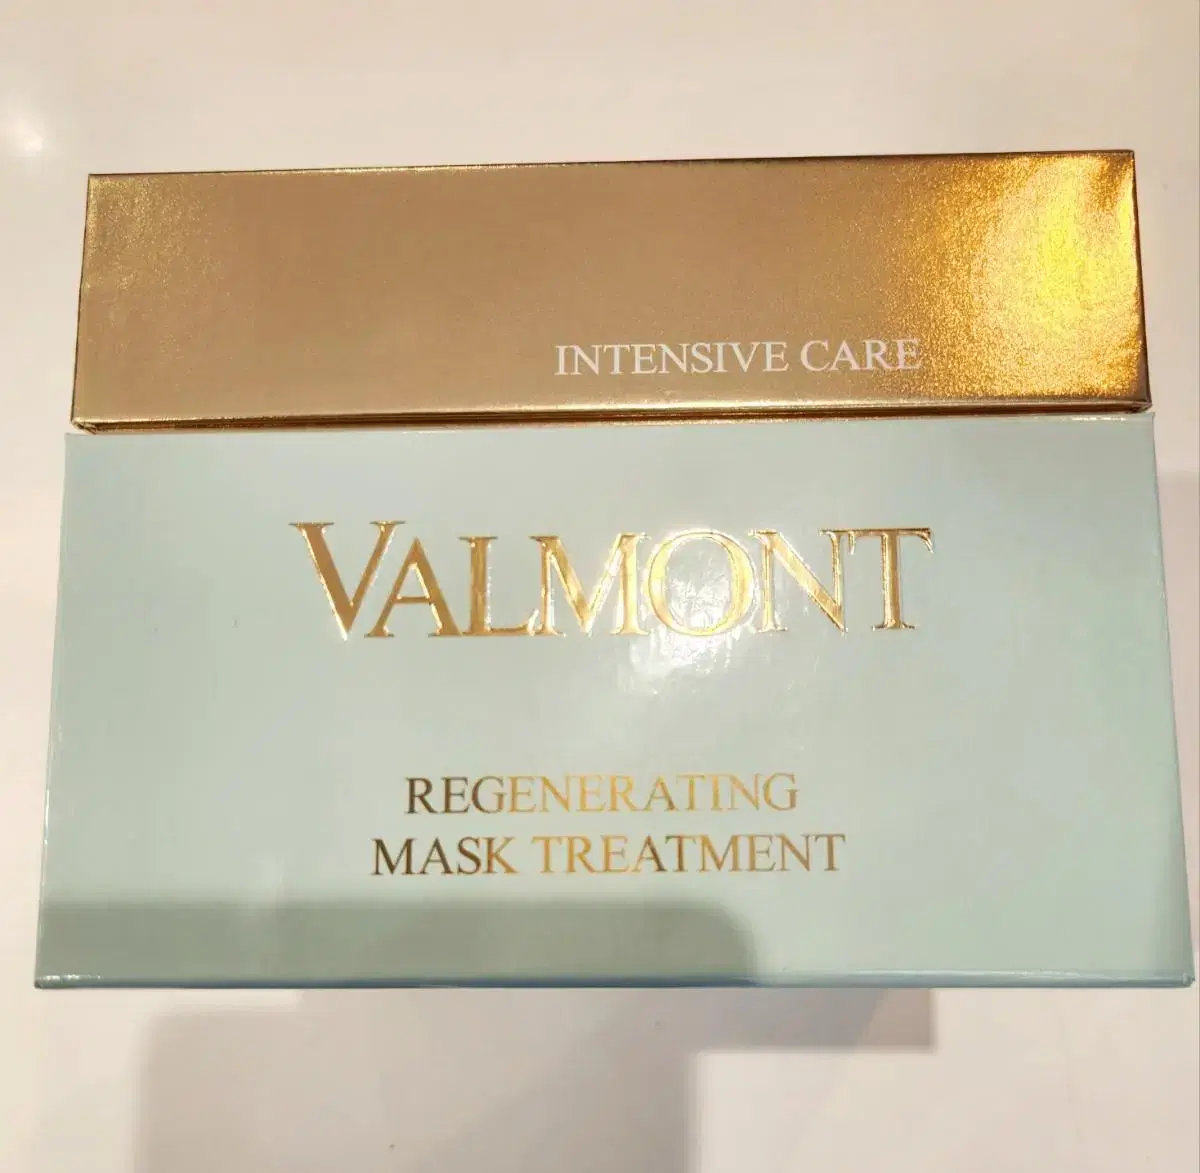 INTENSIVE CARE
VALMONT
REGENERATING
MASK TREATMENT